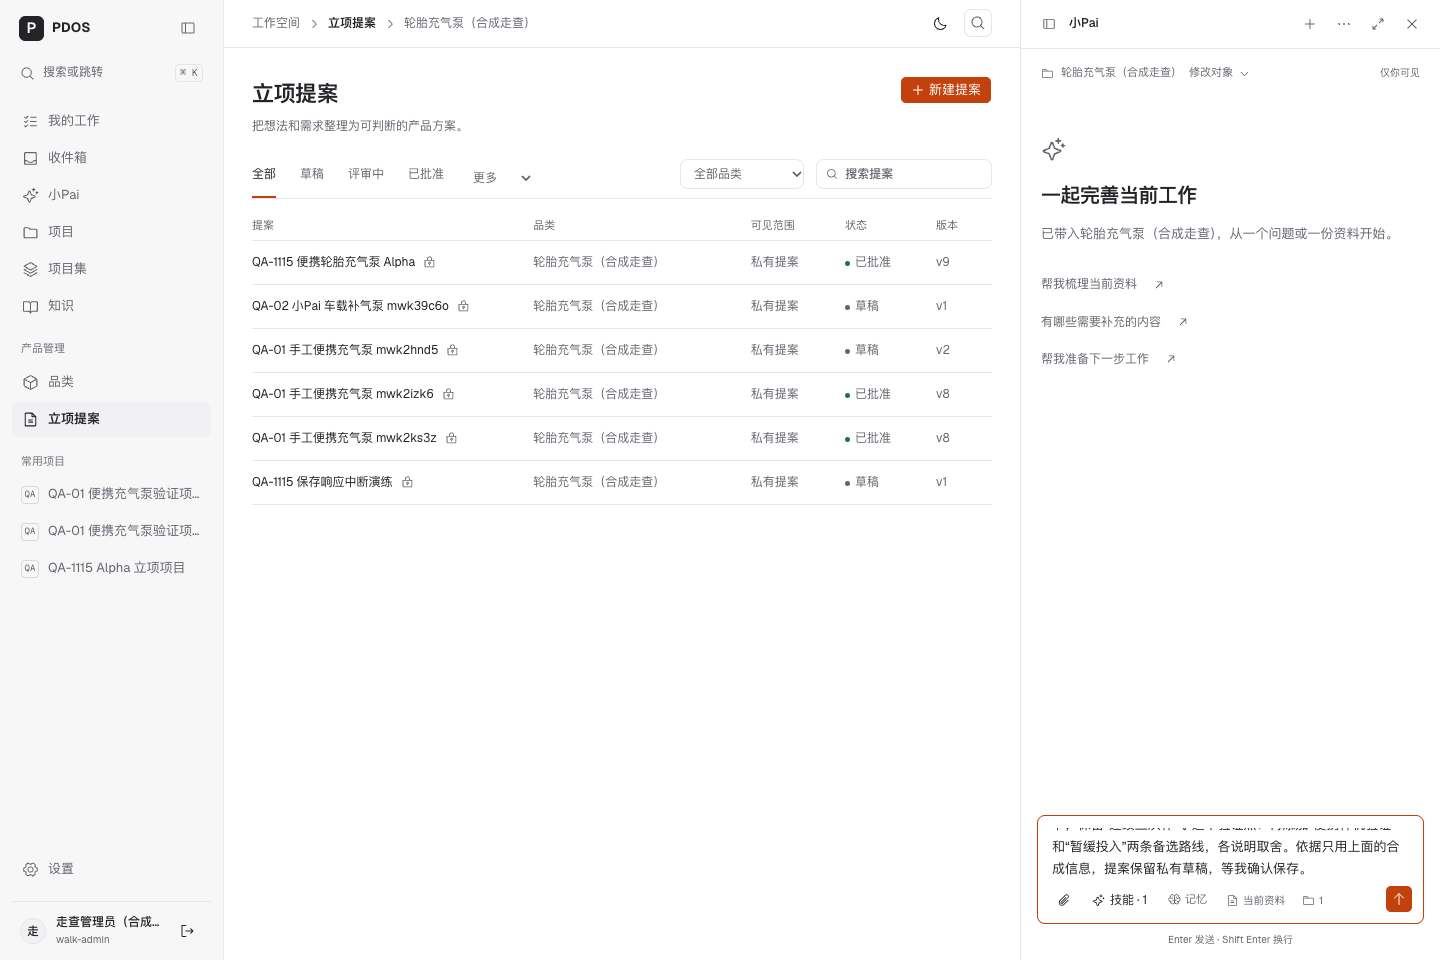 P PDOS
搜索或跳转 ⌘ K
我的工作
收件箱
小Pai
项目
项目集
知识
产品管理
品类
立项提案
常用项目
QA QA-01 便携充气泵验证项...
QA QA-01 便携充气泵验证项...
QA QA-1115 Alpha 立项项目
设置
走 走查管理员（合成...
walk-admin
工作空间 立项提案 轮胎充气泵（合成走查）
立项提案
新建提案
把想法和需求整理为可判断的产品方案。
全部 草稿 评审中 已批准 更多 全部品类 搜索提案
提案 品类 可见范围 状态 版本
QA-1115 便携轮胎充气泵 Alpha 轮胎充气泵（合成走查） 私有提案 已批准 v9
QA-02 小Pai 车载补气泵 mwk39c6o 轮胎充气泵（合成走查） 私有提案 草稿 v1
QA-01 手工便携充气泵 mwk2hnd5 轮胎充气泵（合成走查） 私有提案 草稿 v2
QA-01 手工便携充气泵 mwk2izk6 轮胎充气泵（合成走查） 私有提案 已批准 v8
QA-01 手工便携充气泵 mwk2ks3z 轮胎充气泵（合成走查） 私有提案 已批准 v8
QA-1115 保存响应中断演练 轮胎充气泵（合成走查） 私有提案 草稿 v1
小Pai
轮胎充气泵（合成走查） 修改对象 仅你可见
一起完善当前工作
已带入轮胎充气泵（合成走查），从一个问题或一份资料开始。
帮我梳理当前资料
有哪些需要补充的内容
帮我准备下一步工作
和“暂缓投入”两条备选路线，各说明取舍。依据只用上面的合
成信息，提案保留私有草稿，等我确认保存。
技能 · 1 记忆 当前资料 1
Enter 发送 · Shift Enter 换行